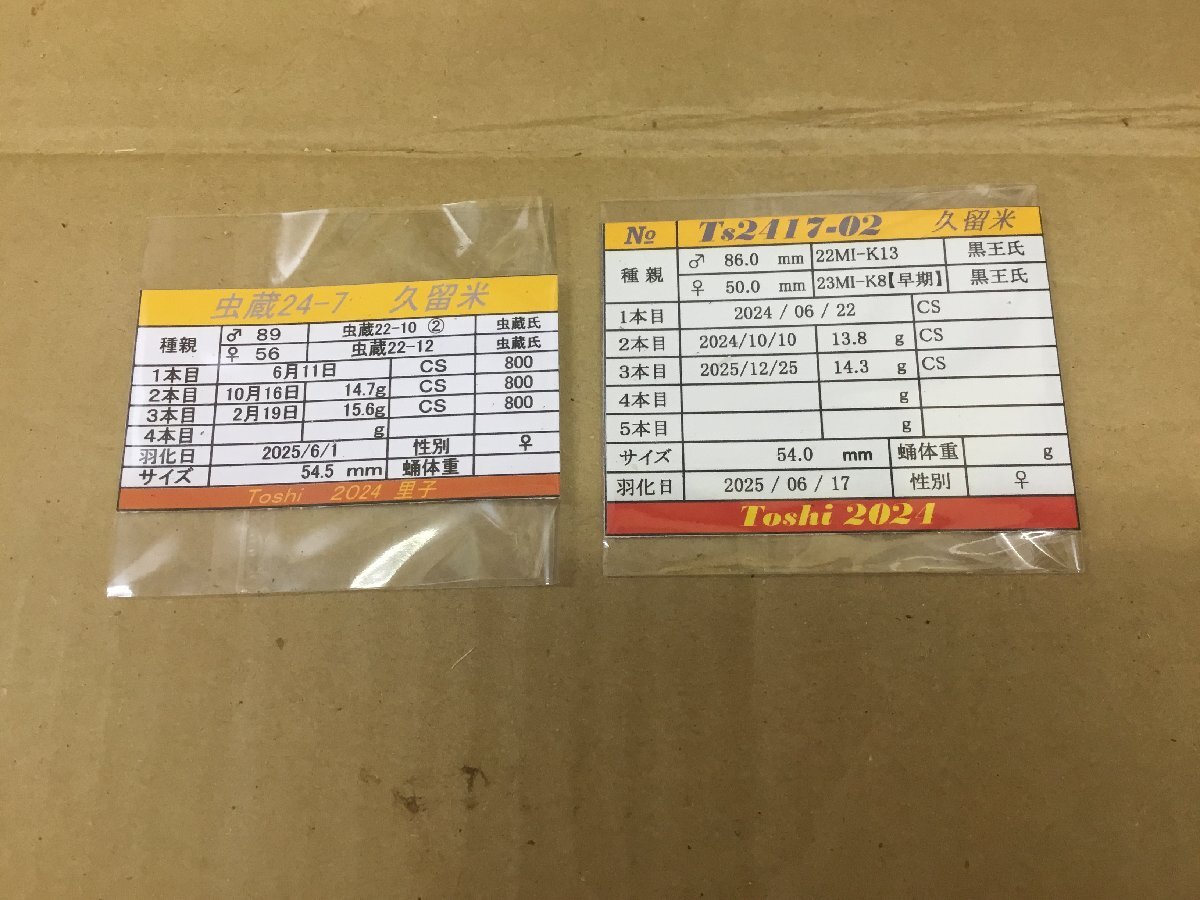 虫蔵24-7 久留米
種親 ♂ 89 虫蔵22-10 ② 虫蔵氏
♀ 56 虫蔵22-12 虫蔵氏
1本目 6月11日 CS 800
2本目 10月16日 14.7g CS 800
3本目 2月19日 15.6g CS 800
4本目 g
羽化日 2025/6/1 性別 ♀
サイズ 54.5 mm 蛹体重
Toshi 2024 里子
№ Ts2417-02 久留米
種親 ♂ 86.0 mm 22MI-K13 黒王氏
♀ 50.0 mm 23MI-K8【早期】 黒王氏
1本目 2024 / 06 / 22 CS
2本目 2024/10/10 13.8 g CS
3本目 2025/12/25 14.3 g CS
4本目 g
5本目 g
サイズ 54.0 mm 蛹体重 g
羽化日 2025 / 06 / 17 性別 ♀
Toshi 2024